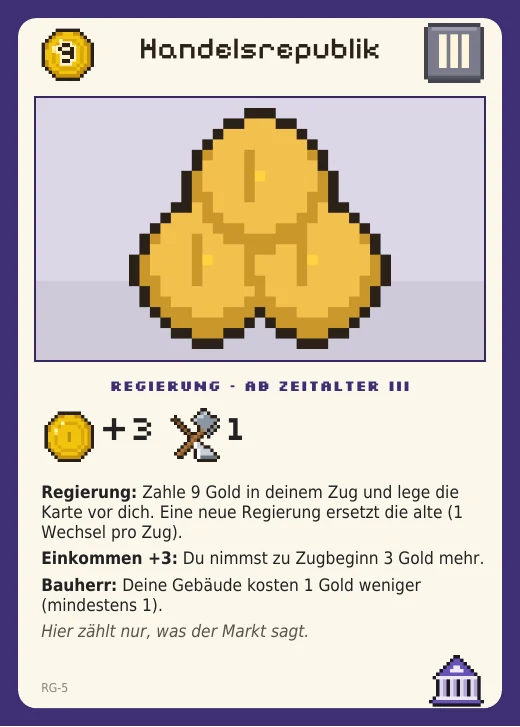 9 Handelsrepublik III
REGIERUNG - AB ZEITALTER III
+3 1
Regierung: Zahle 9 Gold in deinem Zug und lege die
Karte vor dich. Eine neue Regierung ersetzt die alte (1
Wechsel pro Zug).
Einkommen +3: Du nimmst zu Zugbeginn 3 Gold mehr.
Bauherr: Deine Gebäude kosten 1 Gold weniger
(mindestens 1).
Hier zählt nur, was der Markt sagt.
RG-5